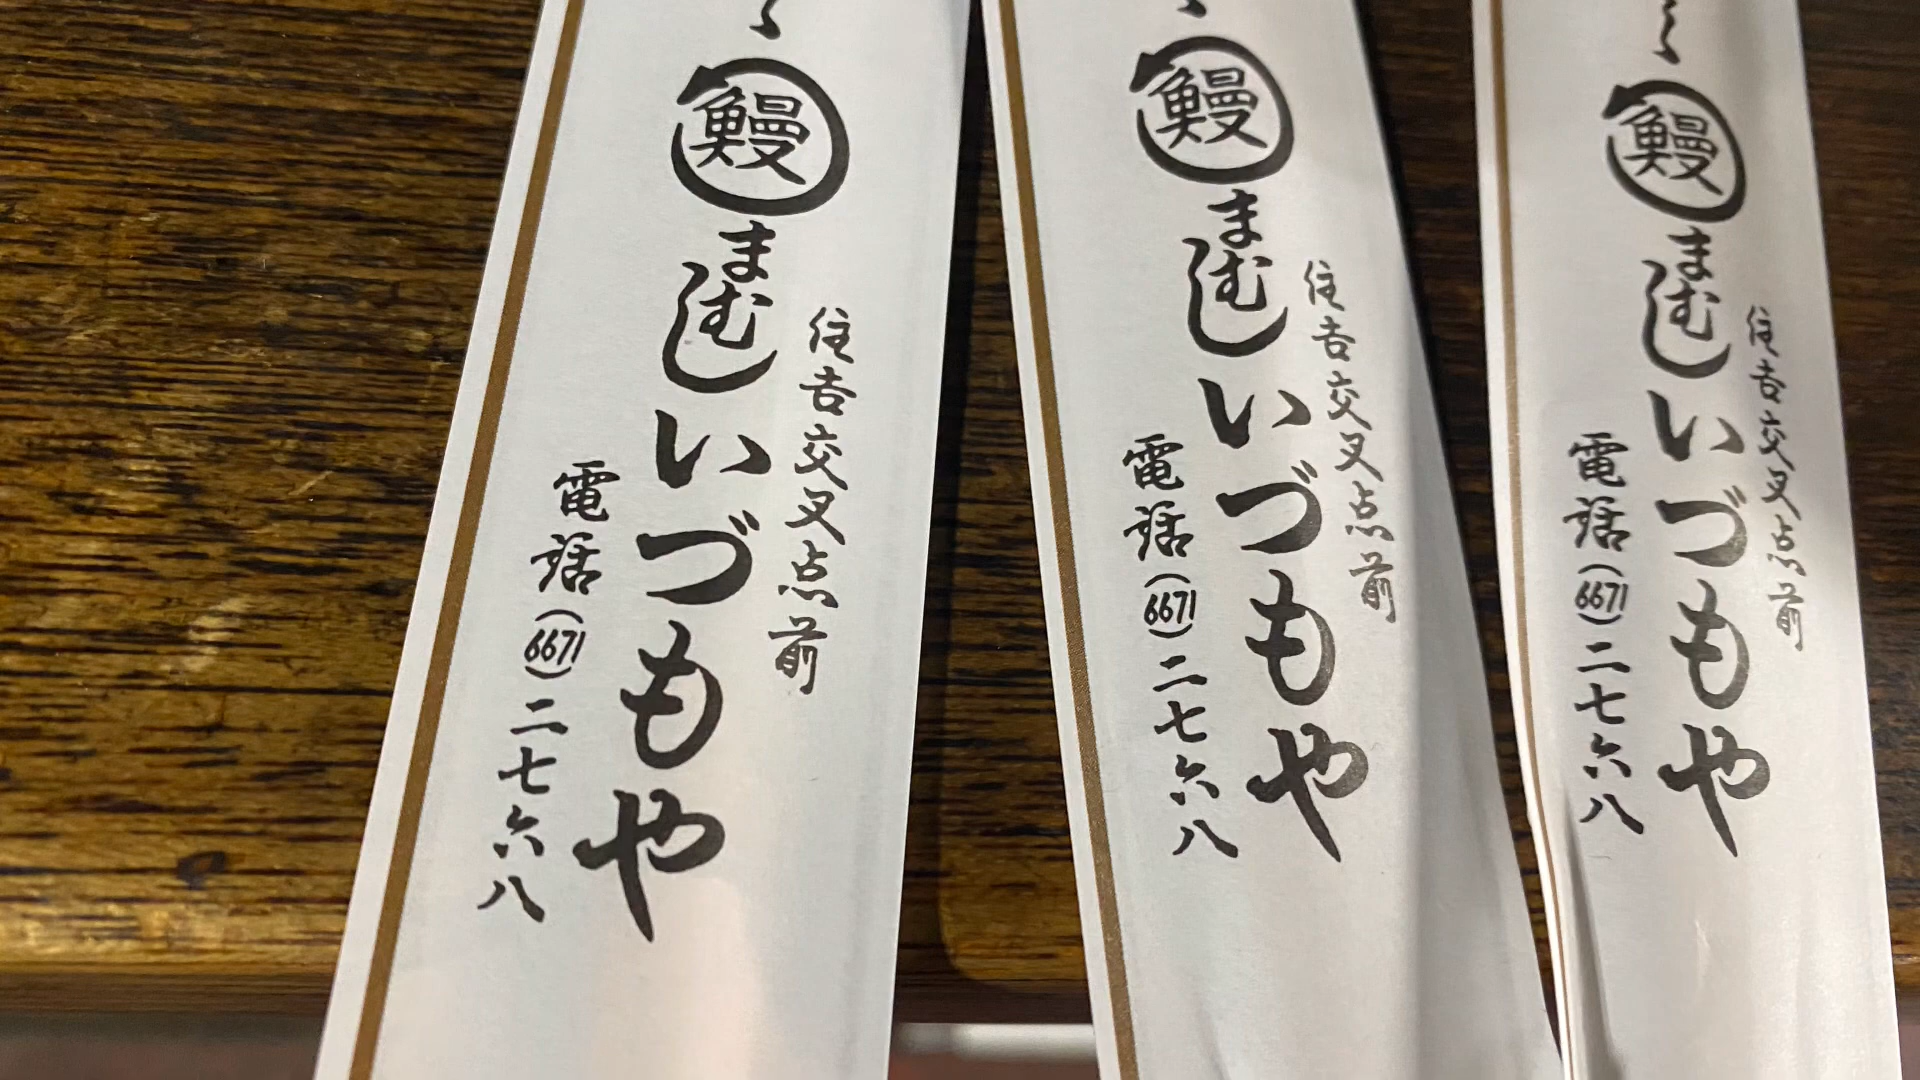 鰻
まむし
いづもや
住吉交叉点前
電話(6671)二七六八
鰻
まむし
いづもや
住吉交叉点前
電話(6671)二七六八
鰻
まむし
いづもや
住吉交叉点前
電話(6671)二七六八